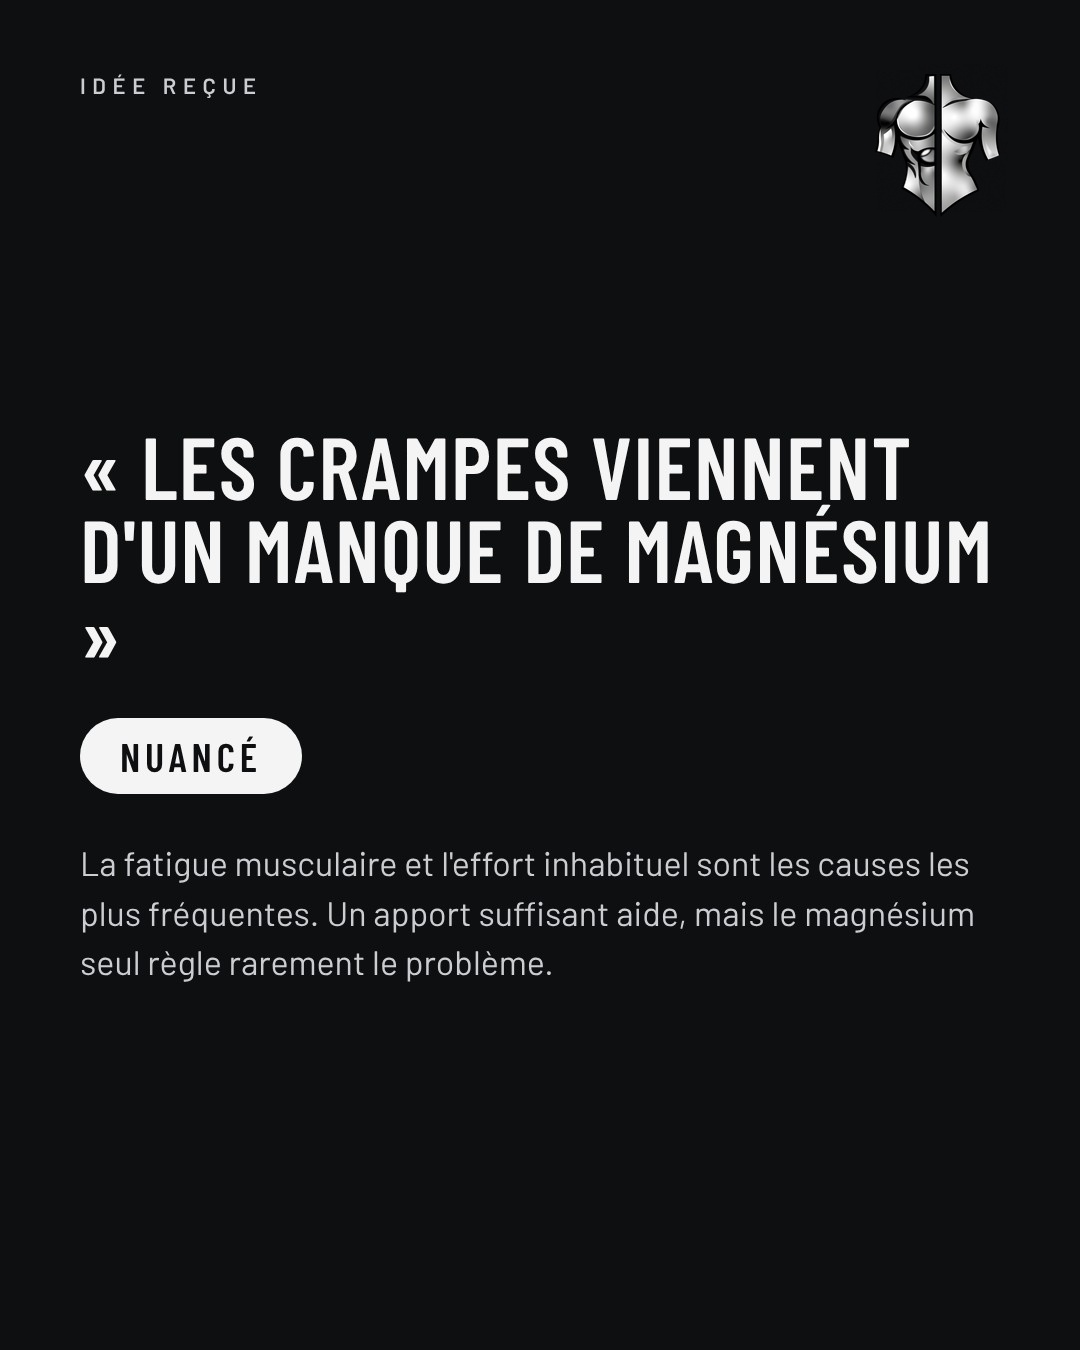 IDÉE REÇUE
« LES CRAMPES VIENNENT
D'UN MANQUE DE MAGNÉSIUM
»
NUANCÉ
La fatigue musculaire et l'effort inhabituel sont les causes les
plus fréquentes. Un apport suffisant aide, mais le magnésium
seul règle rarement le problème.